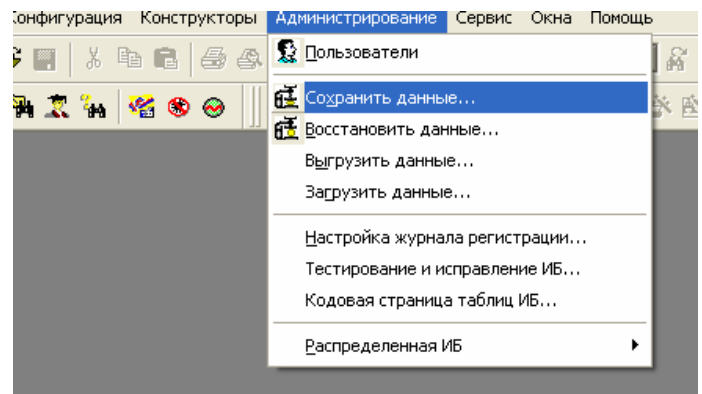 Конфигурация Конструкторы Администрирование Сервис Окна Помощь
Пользователи
Сохранить данные...
Восстановить данные...
Выгрузить данные...
Загрузить данные...
Настройка журнала регистрации...
Тестирование и исправление ИБ...
Кодовая страница таблиц ИБ...
Распределенная ИБ